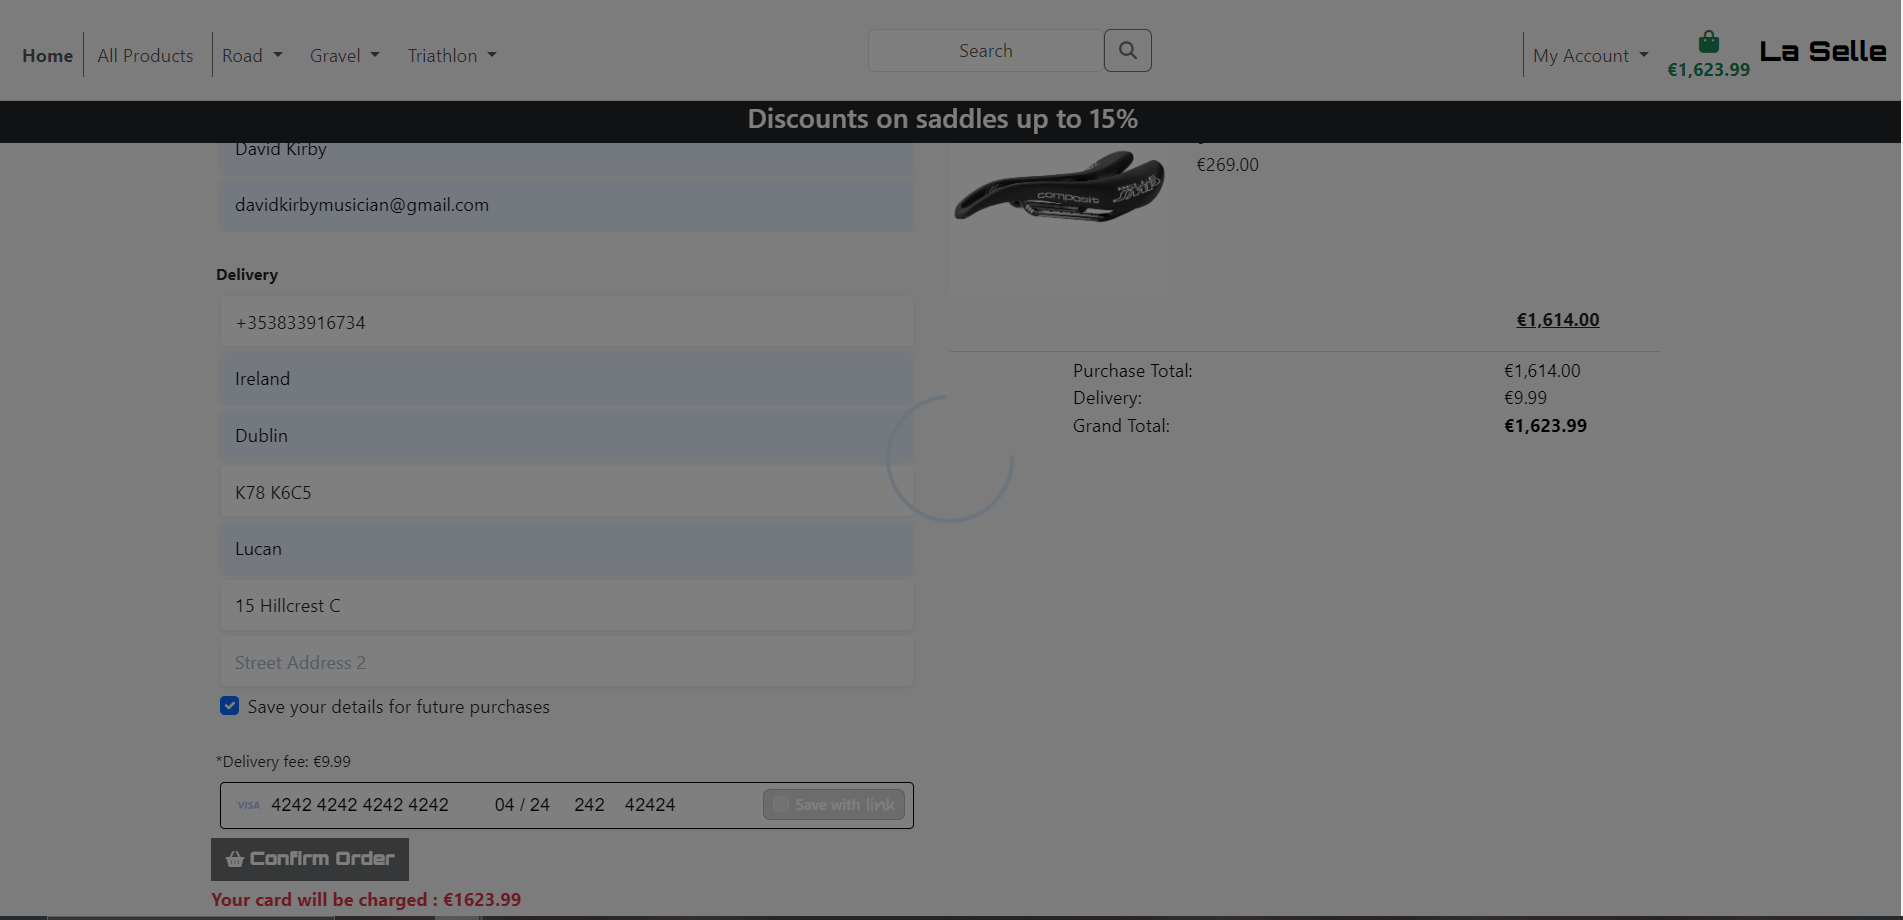 Home All Products Road Gravel Triathlon Search My Account €1,623.99 La Selle
Discounts on saddles up to 15%
David Kirby
€269.00
composit SELLE SMP
davidkirbymusician@gmail.com
Delivery
+353833916734
€1,614.00
Ireland
Purchase Total: €1,614.00
Delivery: €9.99
Grand Total: €1,623.99
Dublin
K78 K6C5
Lucan
15 Hillcrest C
Street Address 2
Save your details for future purchases
*Delivery fee: €9.99
VISA 4242 4242 4242 4242 04 / 24 242 42424 Save with link
Confirm Order
Your card will be charged : €1623.99